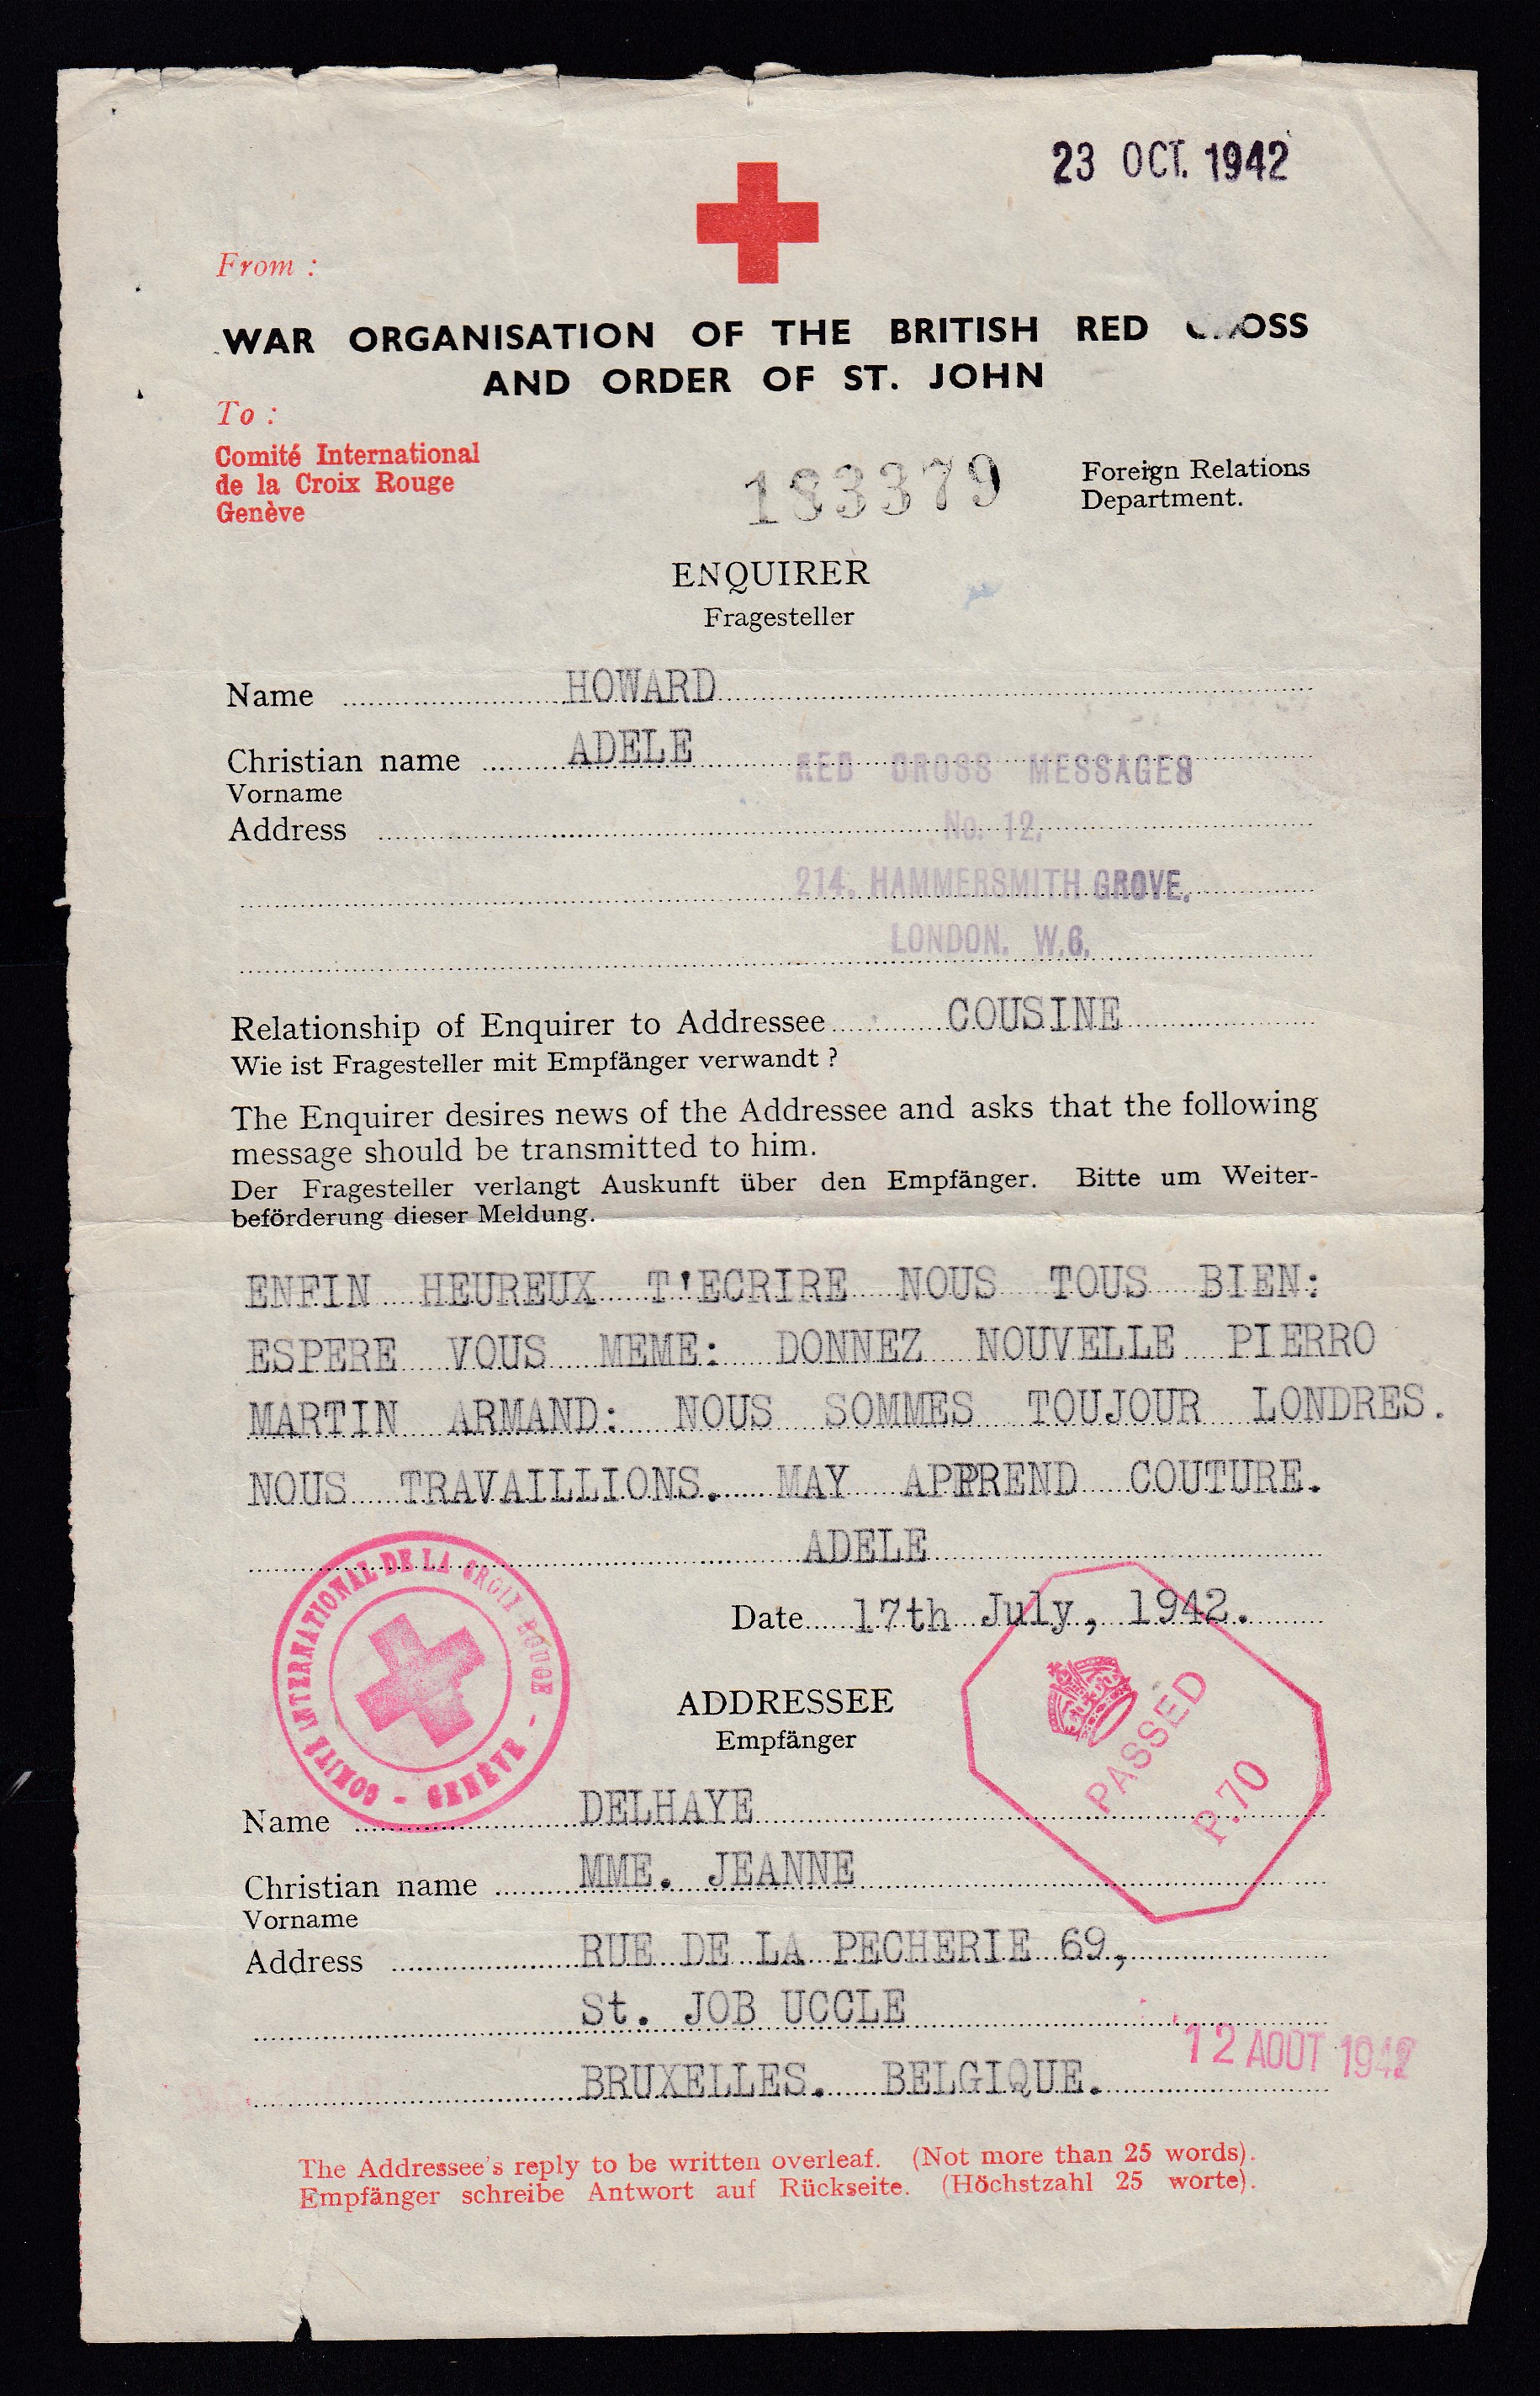 23 OCT. 1942
From :
WAR ORGANISATION OF THE BRITISH RED CROSS
AND ORDER OF ST. JOHN
To :
Comité International
de la Croix Rouge
Genève
183379
Foreign Relations
Department.
ENQUIRER
Fragesteller
Name HOWARD
Christian name ADELE
Vorname
RED CROSS MESSAGES
Address No. 12,
214, HAMMERSMITH GROVE,
LONDON. W.6.
Relationship of Enquirer to Addressee COUSINE
Wie ist Fragesteller mit Empfänger verwandt ?
The Enquirer desires news of the Addressee and asks that the following
message should be transmitted to him.
Der Fragesteller verlangt Auskunft über den Empfänger. Bitte um Weiter-
beförderung dieser Meldung.
ENFIN HEUREUX T'ECRIRE NOUS TOUS BIEN:
ESPERE VOUS MEME: DONNEZ NOUVELLE PIERRO
MARTIN ARMAND: NOUS SOMMES TOUJOUR LONDRES.
NOUS TRAVAILLIONS. MAY APPREND COUTURE.
ADELE
COMITÉ INTERNATIONAL DE LA CROIX ROUGE - GENÈVE -
Date 17th July, 1942.
PASSED
P.70
ADDRESSEE
Empfänger
Name DELHAYE
Christian name MME. JEANNE
Vorname
Address RUE DE LA PECHERIE 69,
St. JOB UCCLE
12 AOUT 1942
BRUXELLES. BELGIQUE.
The Addressee's reply to be written overleaf. (Not more than 25 words).
Empfänger schreibe Antwort auf Rückseite. (Höchstzahl 25 worte).